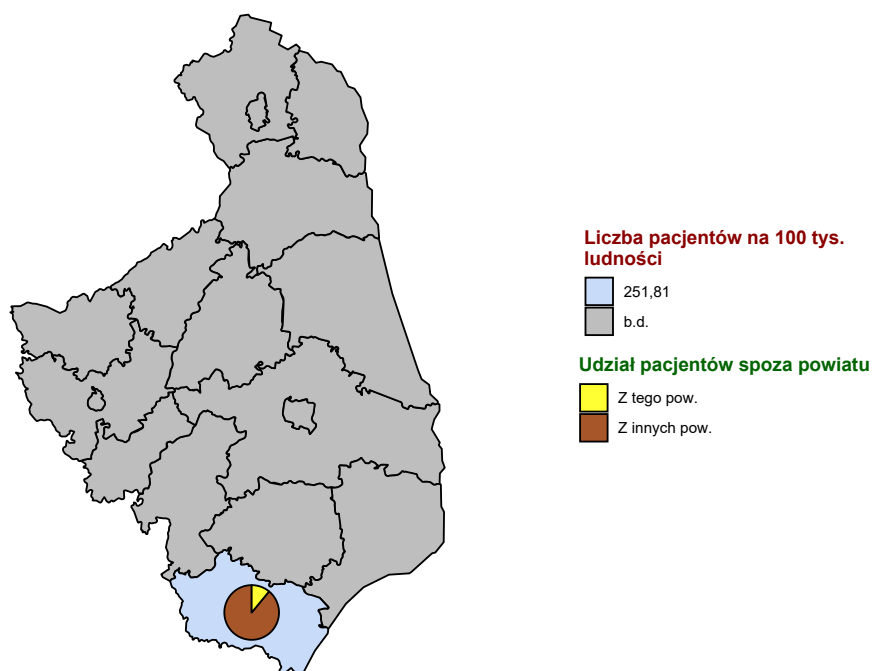 Liczba pacjentów na 100 tys.
ludności
251,81
b.d.
Udział pacjentów spoza powiatu
Z tego pow.
Z innych pow.